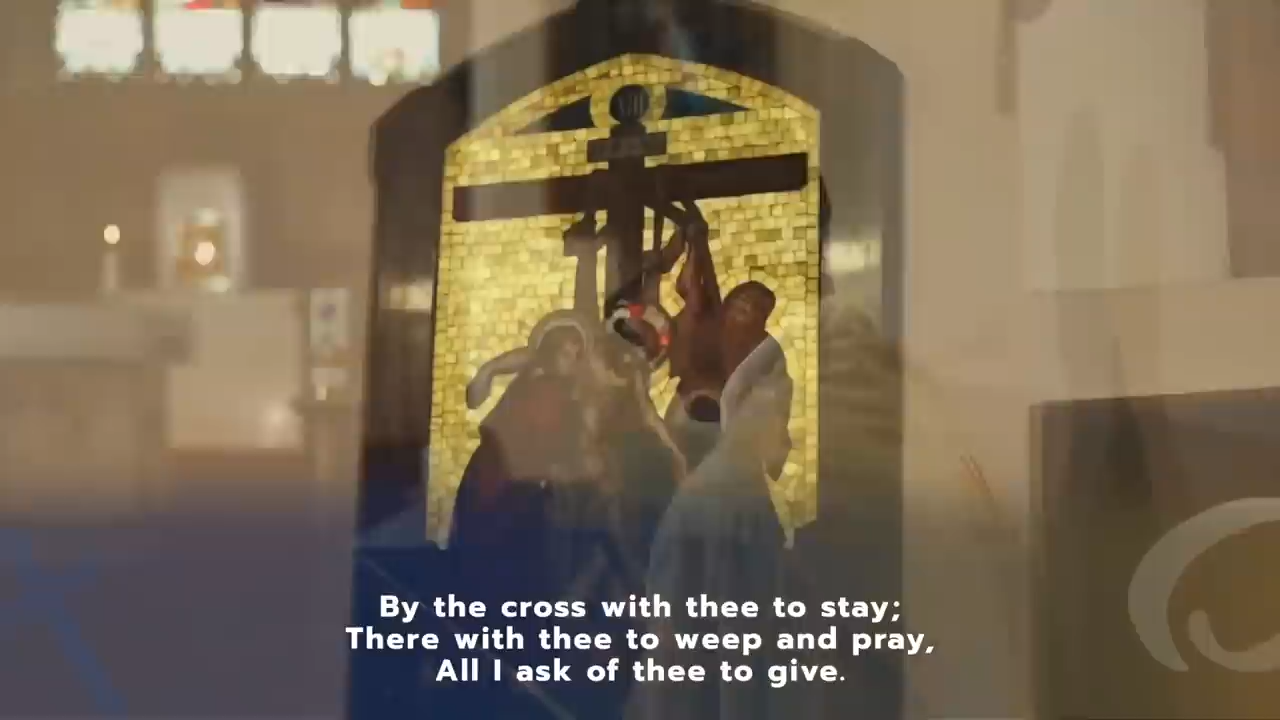 By the cross with thee to stay;
There with thee to weep and pray,
All I ask of thee to give.